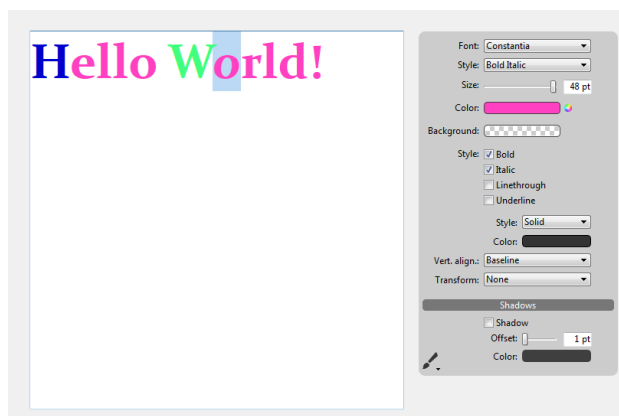 Hello World!
Font: Constantia
Style: Bold Italic
Size: 48 pt
Color:
Background:
Style: Bold
Italic
Linethrough
Underline
Style: Solid
Color:
Vert. align.: Baseline
Transform: None
Shadows
Shadow
Offset: 1 pt
Color: